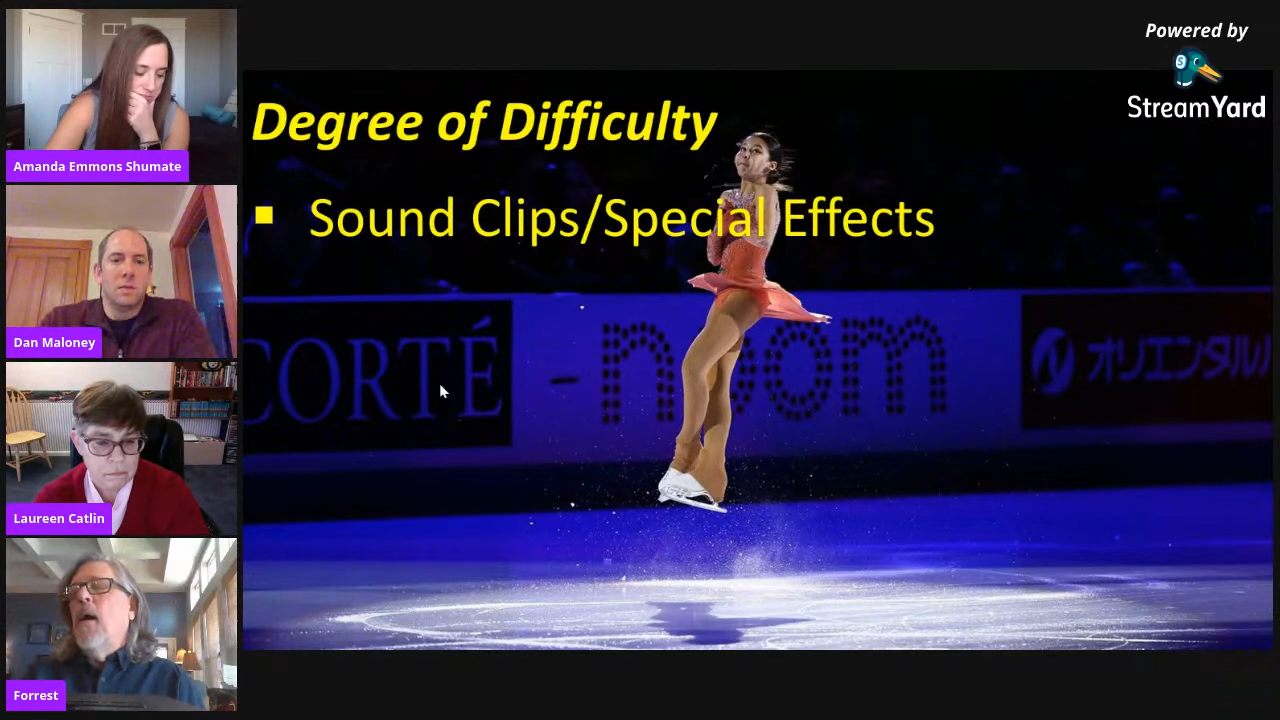 Powered by
StreamYard
Amanda Emmons Shumate
Dan Maloney
Laureen Catlin
Forrest
Degree of Difficulty
▪ Sound Clips/Special Effects
CORTÉ
noom
オリエンタル